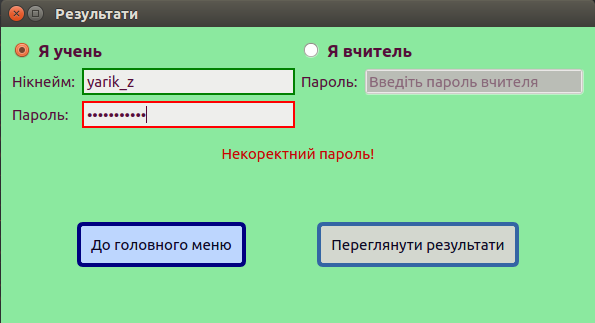 Результати
Я учень
Я вчитель
Нікнейм: yarik_z
Пароль: Введіть пароль вчителя
Пароль: •••••••••••
Некоректний пароль!
До головного меню
Переглянути результати